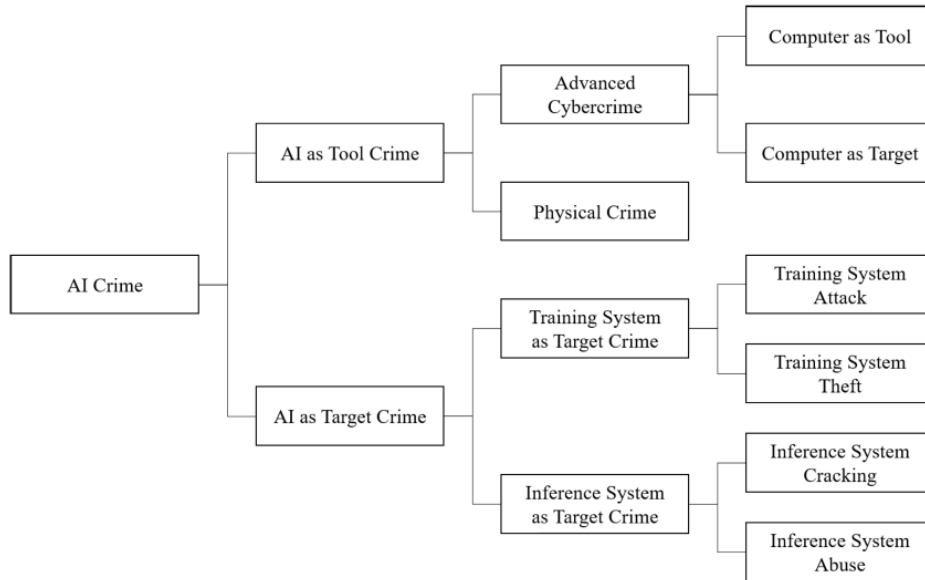 Computer as Tool
Advanced
Cybercrime
AI as Tool Crime
Computer as Target
Physical Crime
AI Crime
Training System
Attack
Training System
as Target Crime
Training System
Theft
AI as Target Crime
Inference System
Cracking
Inference System
as Target Crime
Inference System
Abuse